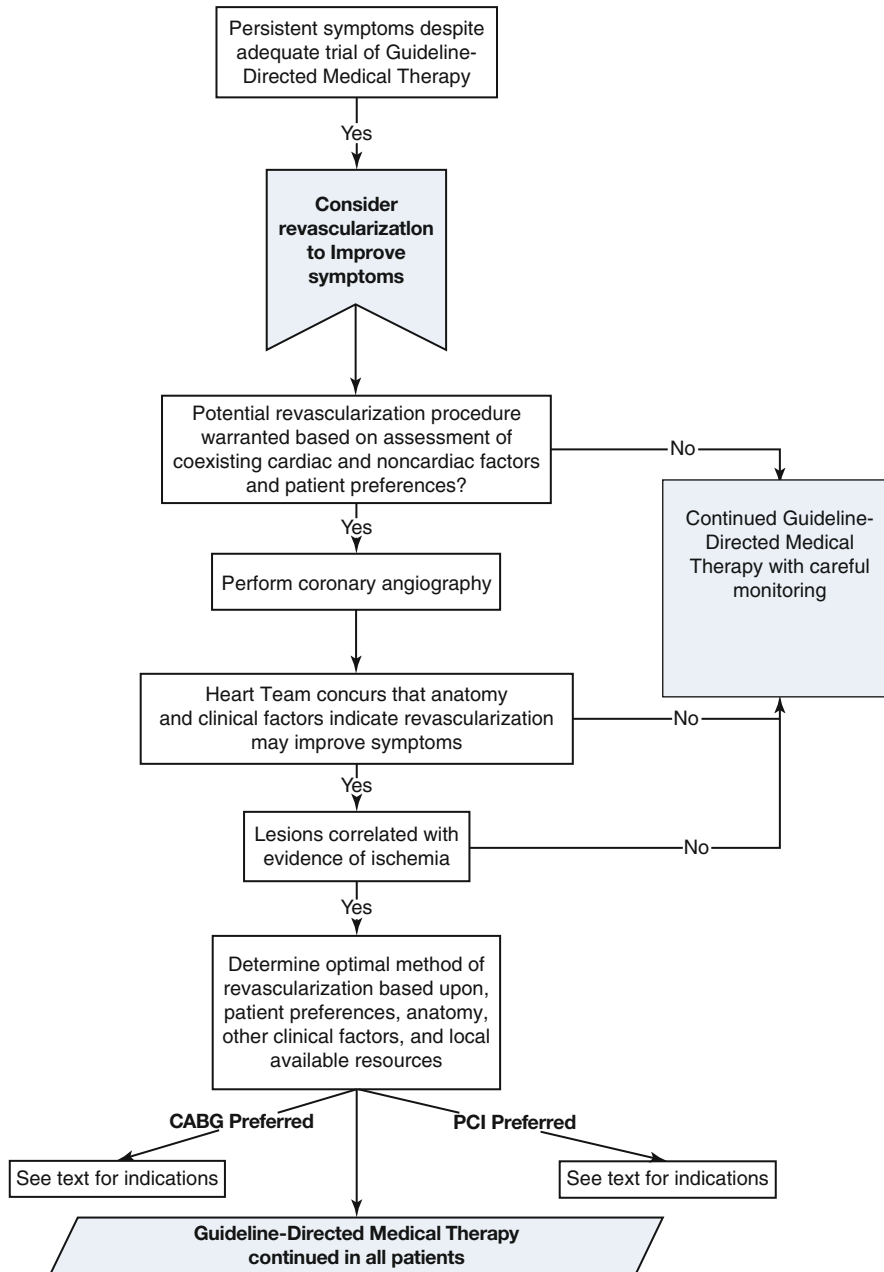 Persistent symptoms despite
adequate trial of Guideline-
Directed Medical Therapy
Yes
Consider
revascularizatlon
to Improve
symptoms
Potential revascularization procedure
warranted based on assessment of
coexisting cardiac and noncardiac factors
and patient preferences?
No
Continued Guideline-
Directed Medical
Therapy with careful
monitoring
Yes
Perform coronary angiography
Heart Team concurs that anatomy
and clinical factors indicate revascularization
may improve symptoms
No
Yes
Lesions correlated with
evidence of ischemia
No
Yes
Determine optimal method of
revascularization based upon,
patient preferences, anatomy,
other clinical factors, and local
available resources
CABG Preferred
PCI Preferred
See text for indications
See text for indications
Guideline-Directed Medical Therapy
continued in all patients